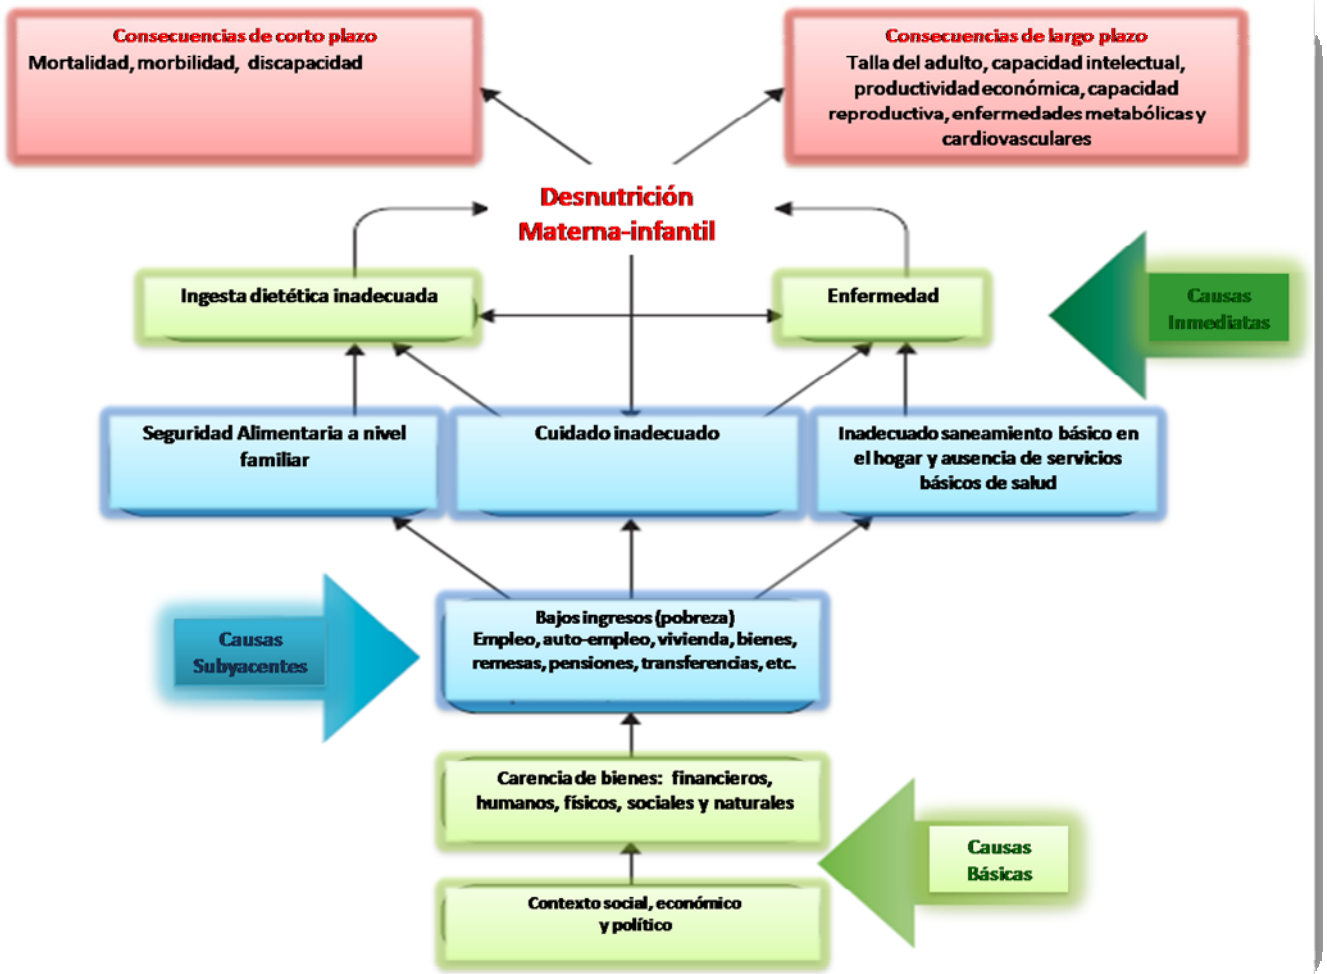 Consecuencias de corto plazo
Mortalidad, morbilidad, discapacidad
Consecuencias de largo plazo
Talla del adulto, capacidad intelectual,
productividad económica, capacidad
reproductiva, enfermedades metabólicas y
cardiovasculares
Desnutrición
Materna-infantil
Ingesta dietética inadecuada
Enfermedad
Causas
Inmediatas
Seguridad Alimentaria a nivel
familiar
Cuidado inadecuado
Inadecuado saneamiento básico en
el hogar y ausencia de servicios
básicos de salud
Causas
Subyacentes
Bajos ingresos (pobreza)
Empleo, auto-empleo, vivienda, bienes,
remesas, pensiones, transferencias, etc.
Carencia de bienes: financieros,
humanos, físicos, sociales y naturales
Causas
Básicas
Contexto social, económico
y político